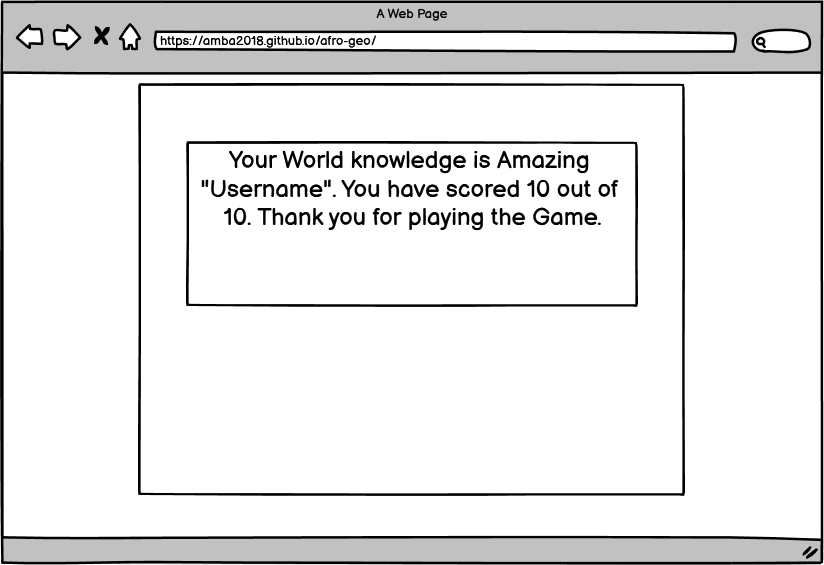 A Web Page
https://amba2018.github.io/afro-geo/
Your World knowledge is Amazing
"Username". You have scored 10 out of
10. Thank you for playing the Game.